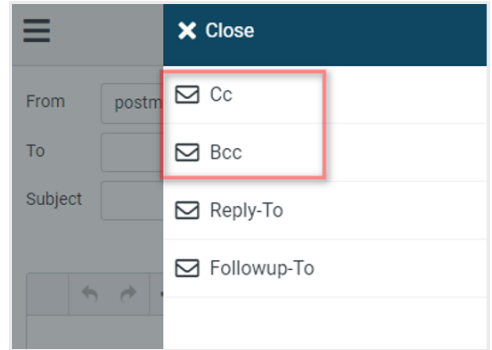 Close
From
postm
To
Subject
Cc
Bcc
Reply-To
Followup-To